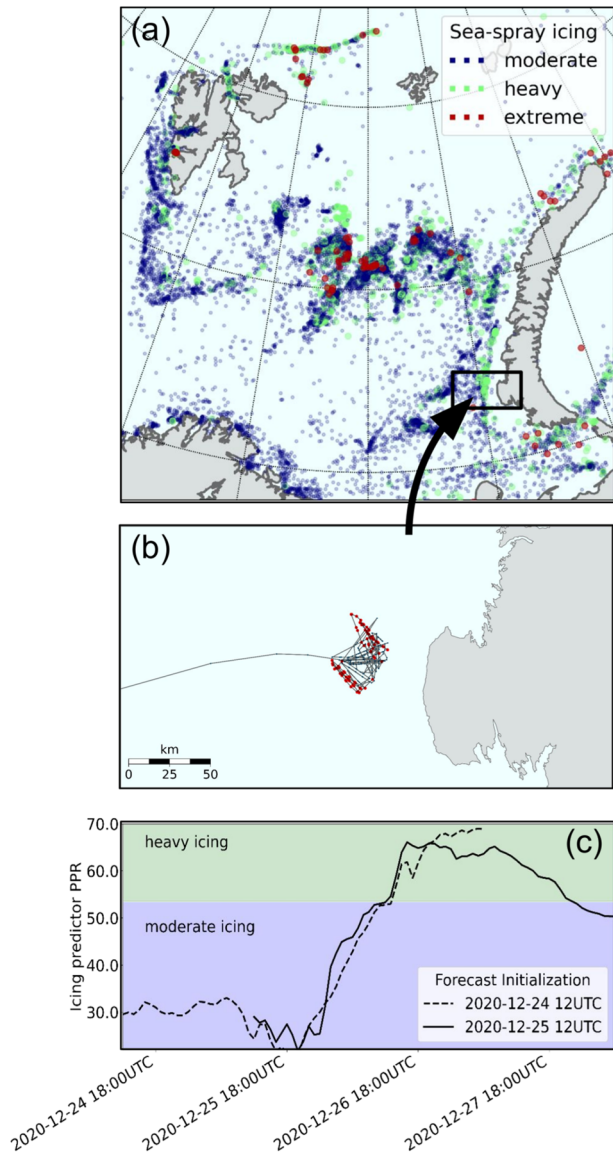 (a)
Sea-spray icing
moderate
heavy
extreme
(b)
km
0 25 50
Icing predictor PPR
70.0
60.0
50.0
40.0
30.0
heavy icing
(c)
moderate icing
Forecast Initialization
2020-12-24 12UTC
2020-12-25 12UTC
2020-12-24 18:00UTC
2020-12-25 18:00UTC
2020-12-26 18:00UTC
2020-12-27 18:00UTC